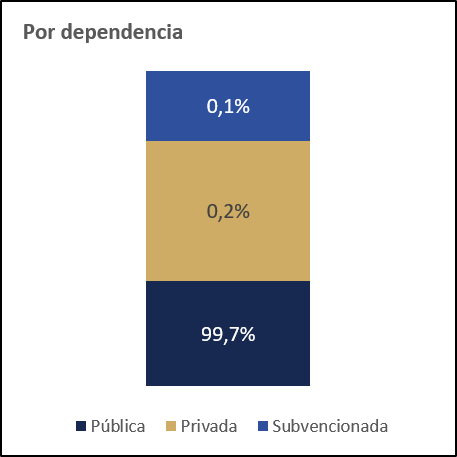 Por dependencia
0,1%
0,2%
99,7%
Pública Privada Subvencionada